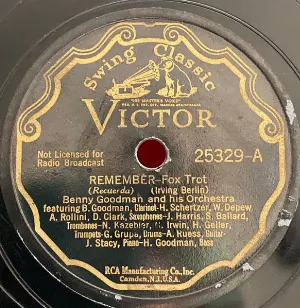 Swing Classic
"HIS MASTER'S VOICE"
VICTOR
Not Licensed for
Radio Broadcast
25329-A
REMEMBER-Fox Trot
(Recuerda) (Irving Berlin)
Benny Goodman and his Orchestra
featuring B. Goodman, Clarinet-H. Schertzer, W. Depew
A. Rollini, D. Clark, Saxophones-J. Harris, S. Ballard,
Trombones-N. Kazebier, C. Irwin, H. Geller,
Trumpets-G. Krupa, Drums-A. Ruess, Guitar-
J. Stacy, Piano-H. Goodman, Bass
RCA Manufacturing Co., Inc.
Camden, N.J., U.S.A.